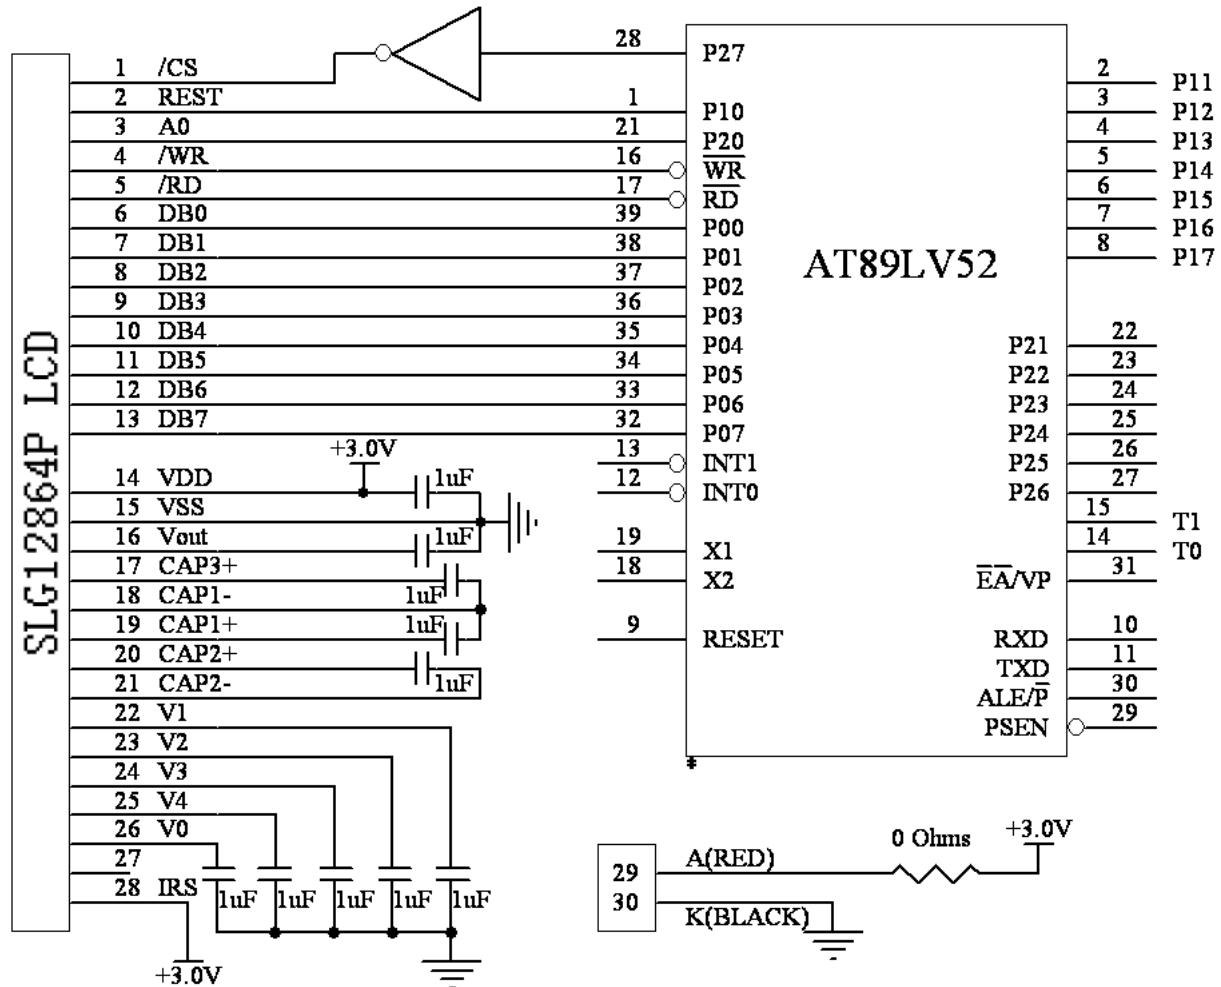 SLG12864P LCD
1 /CS
2 REST
3 A0
4 /WR
5 /RD
6 DB0
7 DB1
8 DB2
9 DB3
10 DB4
11 DB5
12 DB6
13 DB7
14 VDD
15 VSS
16 Vout
17 CAP3+
18 CAP1-
19 CAP1+
20 CAP2+
21 CAP2-
22 V1
23 V2
24 V3
25 V4
26 V0
27
28 IRS
+3.0V
1uF
1uF
1uF
1uF
1uF
1uF 1uF 1uF 1uF 1uF
+3.0V
28 P27
1 P10
21 P20
16 WR
17 RD
39 P00
38 P01
37 P02
36 P03
35 P04
34 P05
33 P06
32 P07
13 INT1
12 INT0
19 X1
18 X2
9 RESET
AT89LV52
2 P11
3 P12
4 P13
5 P14
6 P15
7 P16
8 P17
P21 22
P22 23
P23 24
P24 25
P25 26
P26 27
15 T1
14 T0
EA/VP 31
RXD 10
TXD 11
ALE/P 30
PSEN 29
*
29 A(RED) 0 Ohms +3.0V
30 K(BLACK)